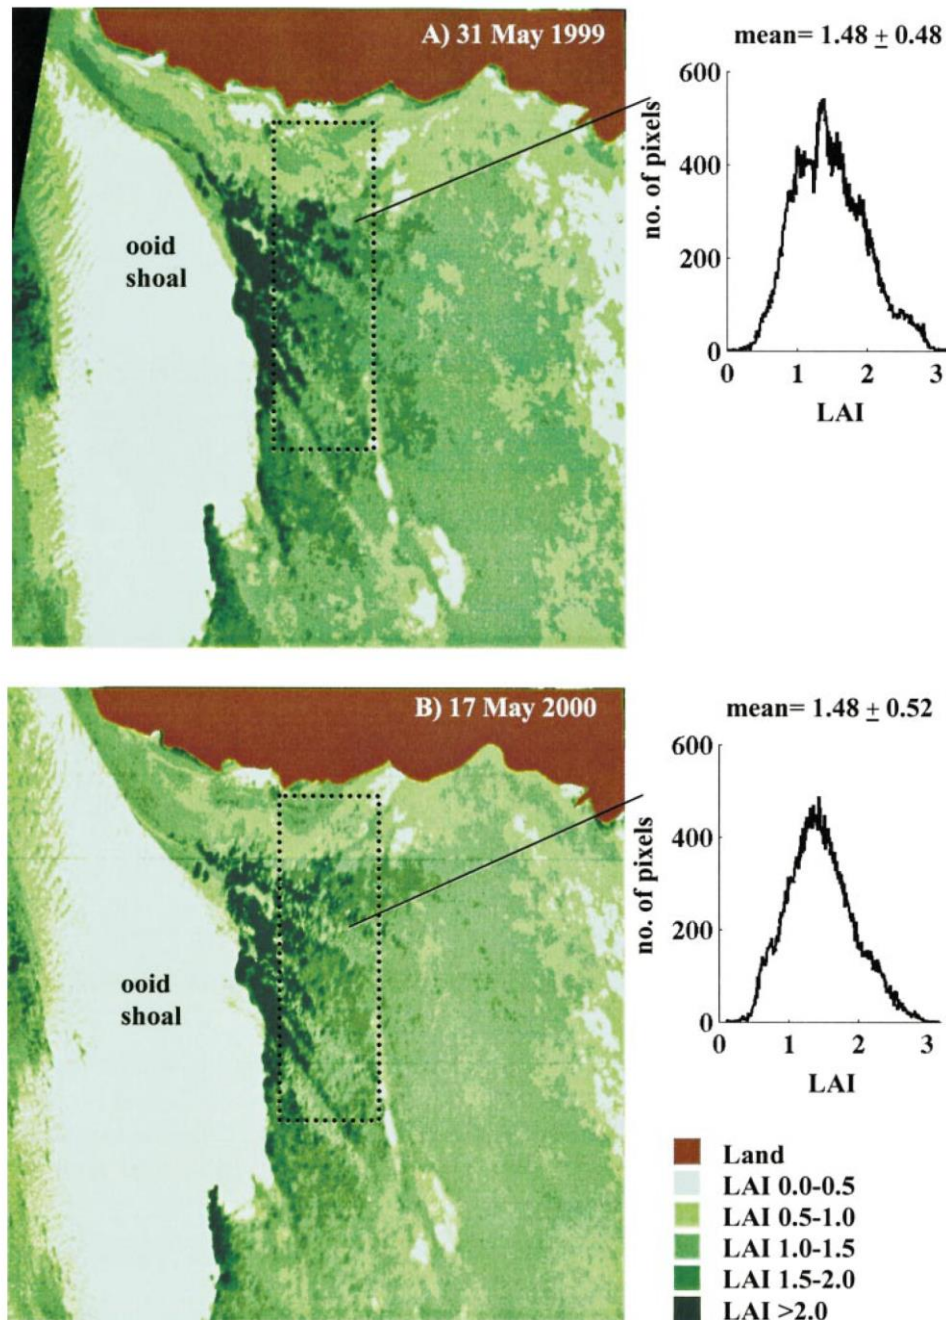 A) 31 May 1999
mean= 1.48 ± 0.48
600
400
200
0
no. of pixels
0 1 2 3
LAI
ooid
shoal
B) 17 May 2000
mean= 1.48 ± 0.52
600
400
200
0
no. of pixels
0 1 2 3
LAI
ooid
shoal
Land
LAI 0.0-0.5
LAI 0.5-1.0
LAI 1.0-1.5
LAI 1.5-2.0
LAI >2.0